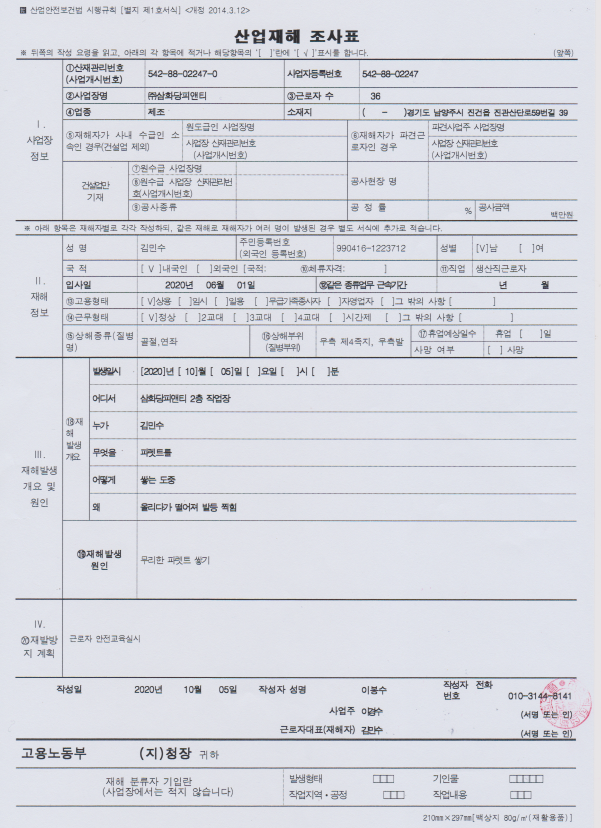 ■ 산업안전보건법 시행규칙 [별지 제1호서식] <개정 2014.3.12>
산업재해 조사표
※ 뒤쪽의 작성 요령을 읽고, 아래의 각 항목에 적거나 해당항목의 '[ ]'란에 '[ √ ]'표시를 합니다. (앞쪽)
Ⅰ. 사업장 정보
①산재관리번호 (사업개시번호) 542-88-02247-0 사업자등록번호 542-88-02247
②사업장명 ㈜삼화당피앤티 ③근로자 수 36
④업종 제조 소재지 ( - )경기도 남양주시 진건읍 진관산단로59번길 39
⑤재해자가 사내 수급인 소속인 경우(건설업 제외) 원도급인 사업장명
사업장 산재관리번호 (사업개시번호)
⑥재해자가 파견근로자인 경우 파견사업주 사업장명
사업장 산재관리번호 (사업개시번호)
건설업만 기재 ⑦원수급 사업장명
⑧원수급 사업장 산재관리번호(사업개시번호) 공사현장 명
⑨공사종류 공 정 률 % 공사금액 백만원
※ 아래 항목은 재해자별로 각각 작성하되, 같은 재해로 재해자가 여러 명이 발생된 경우 별도 서식에 추가로 적습니다.
Ⅱ. 재해 정보
성 명 김민수 주민등록번호 (외국인 등록번호) 990416-1223712 성별 [V]남 [ ]여
국 적 [ V ]내국인 [ ]외국인 [국적: ⑩체류자격: ] ⑪직업 생산직근로자
입사일 2020년 06월 01일 ⑫같은 종류업무 근속기간 년 월
⑬고용형태 [ V]상용 [ ]임시 [ ]일용 [ ]무급가족종사자 [ ]자영업자 [ ]그 밖의 사항 [ ]
⑭근무형태 [ V]정상 [ ]2교대 [ ]3교대 [ ]4교대 [ ]시간제 [ ]그 밖의 사항 [ ]
⑮상해종류(질병명) 골절,연좌 ⑯상해부위 (질병부위) 우측 제4족지, 우측발 ⑰휴업예상일수 휴업 [ ]일
사망 여부 [ ] 사망
Ⅲ. 재해발생 개요 및 원인
⑱재해 발생 개요
발생일시 [2020]년 [ 10]월 [ 05]일 [ ]요일 [ ]시 [ ]분
어디서 삼화당피앤티 2층 작업장
누가 김민수
무엇을 파렛트를
어떻게 쌓는 도중
왜 올리다가 떨어져 발등 찍힘
⑲재해발생 원인 무리한 파렛트 쌓기
Ⅳ. ⑳재발방지 계획
근로자 안전교육실시
작성일 2020년 10월 05일 작성자 성명 이봉수 작성자 전화번호 010-3144-8141
사업주 이경수 (서명 또는 인)
근로자대표(재해자) 김민수 (서명 또는 인)
고용노동부 (지)청장 귀하
재해 분류자 기입란 (사업장에서는 적지 않습니다)
발생형태 □□□ 기인물 □□□□□
작업지역・공정 □□□ 작업내용 □□□
210㎜×297㎜[백상지 80g/㎡(재활용품)]